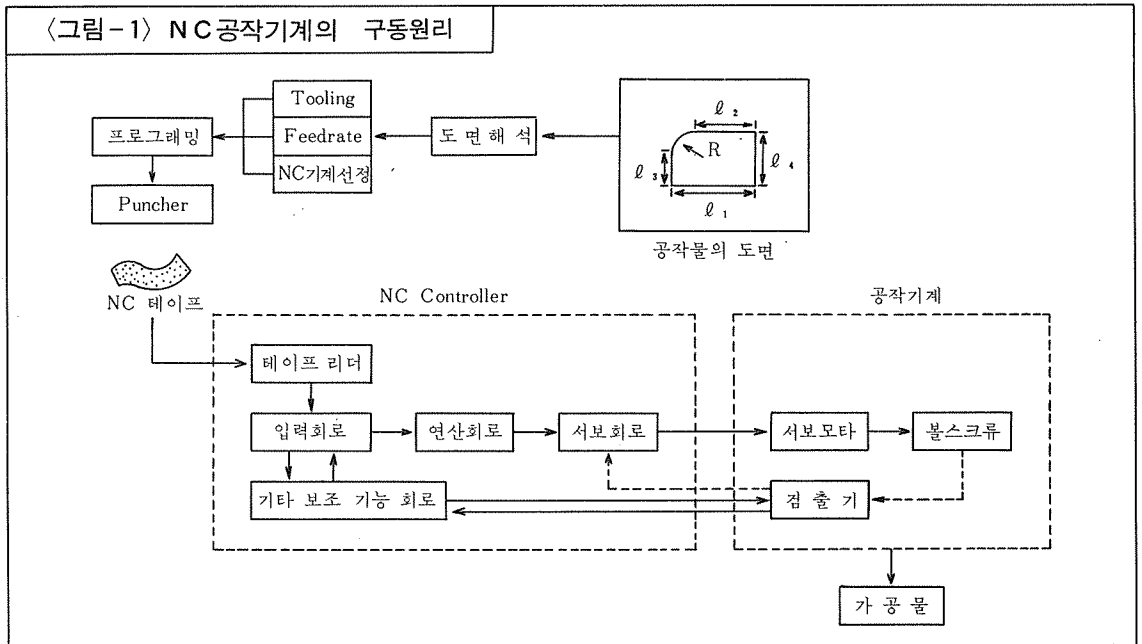 〈그림-1〉 NC공작기계의 구동원리
Tooling
프로그래밍
Feedrate
도 면 해 석
NC기계선정
Puncher
ℓ 2
R
ℓ 3
ℓ 4
ℓ 1
공작물의 도면
NC 테이프
NC Controller
공작기계
테이프 리더
입력회로
연산회로
서보회로
서보모타
볼스크류
기타 보조 기능 회로
검 출 기
가 공 물